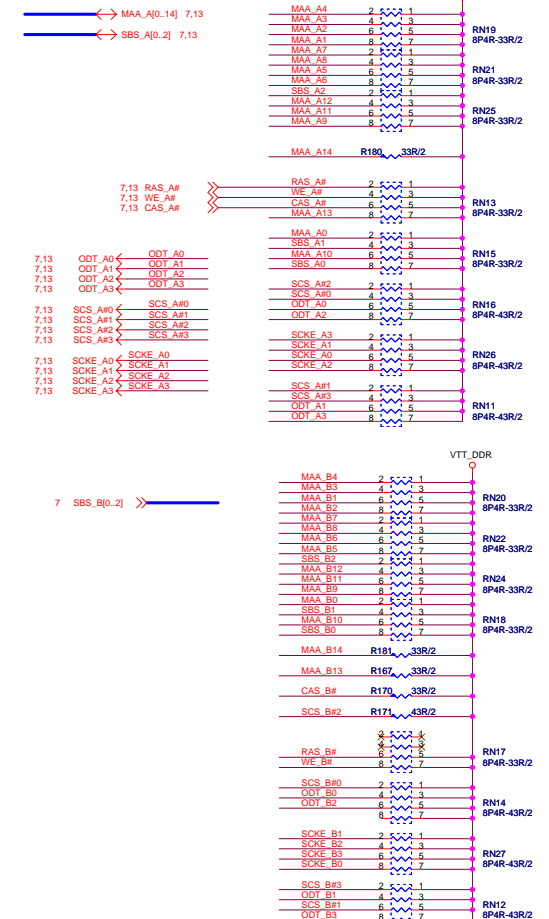 MAA_A[0..14] 7,13
SBS_A[0..2] 7,13
MAA_A4 2 1
MAA_A3 4 3
MAA_A2 6 5
MAA_A1 8 7
RN19
8P4R-33R/2
MAA_A7 2 1
MAA_A8 4 3
MAA_A5 6 5
MAA_A6 8 7
RN21
8P4R-33R/2
SBS_A2 2 1
MAA_A12 4 3
MAA_A11 6 5
MAA_A9 8 7
RN25
8P4R-33R/2
MAA_A14 R180 33R/2
7,13 RAS_A#
7,13 WE_A#
7,13 CAS_A#
RAS_A# 2 1
WE_A# 4 3
CAS_A# 6 5
MAA_A13 8 7
RN13
8P4R-33R/2
MAA_A0 2 1
SBS_A1 4 3
MAA_A10 6 5
SBS_A0 8 7
RN15
8P4R-33R/2
7,13 ODT_A0 ODT_A0
7,13 ODT_A1 ODT_A1
7,13 ODT_A2 ODT_A2
7,13 ODT_A3 ODT_A3
SCS_A#2 2 1
SCS_A#0 4 3
ODT_A0 6 5
ODT_A2 8 7
RN16
8P4R-43R/2
7,13 SCS_A#0 SCS_A#0
7,13 SCS_A#1 SCS_A#1
7,13 SCS_A#2 SCS_A#2
7,13 SCS_A#3 SCS_A#3
SCKE_A3 2 1
SCKE_A1 4 3
SCKE_A0 6 5
SCKE_A2 8 7
RN26
8P4R-43R/2
7,13 SCKE_A0 SCKE_A0
7,13 SCKE_A1 SCKE_A1
7,13 SCKE_A2 SCKE_A2
7,13 SCKE_A3 SCKE_A3
SCS_A#1 2 1
SCS_A#3 4 3
ODT_A1 6 5
ODT_A3 8 7
RN11
8P4R-43R/2
VTT_DDR
7 SBS_B[0..2]
MAA_B4 2 1
MAA_B3 4 3
MAA_B1 6 5
MAA_B2 8 7
RN20
8P4R-33R/2
MAA_B7 2 1
MAA_B8 4 3
MAA_B6 6 5
MAA_B5 8 7
RN22
8P4R-33R/2
SBS_B2 2 1
MAA_B12 4 3
MAA_B11 6 5
MAA_B9 8 7
RN24
8P4R-33R/2
MAA_B0 2 1
SBS_B1 4 3
MAA_B10 6 5
SBS_B0 8 7
RN18
8P4R-33R/2
MAA_B14 R181 33R/2
MAA_B13 R167 33R/2
CAS_B# R170 33R/2
SCS_B#2 R171 43R/2
2 1
4 3
RAS_B# 6 5
WE_B# 8 7
RN17
8P4R-33R/2
SCS_B#0 2 1
ODT_B0 4 3
ODT_B2 6 5
8 7
RN14
8P4R-43R/2
SCKE_B1 2 1
SCKE_B2 4 3
SCKE_B3 6 5
SCKE_B0 8 7
RN27
8P4R-43R/2
SCS_B#3 2 1
ODT_B1 4 3
SCS_B#1 6 5
ODT_B3 8 7
RN12
8P4R-43R/2